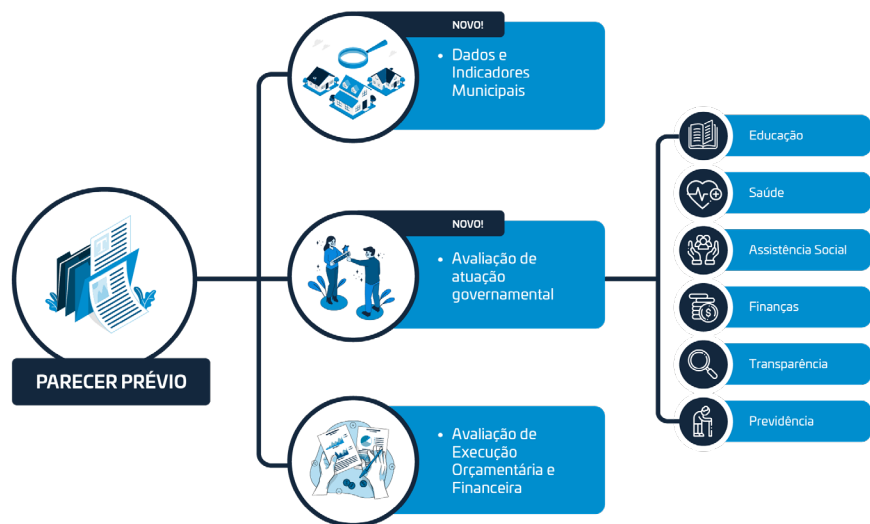 PARECER PRÉVIO
NOVO!
• Dados e
Indicadores
Municipais
NOVO!
• Avaliação de
atuação
governamental
• Avaliação de
Execução
Orçamentária e
Financeira
Educação
Saúde
Assistência Social
Finanças
Transparência
Previdência